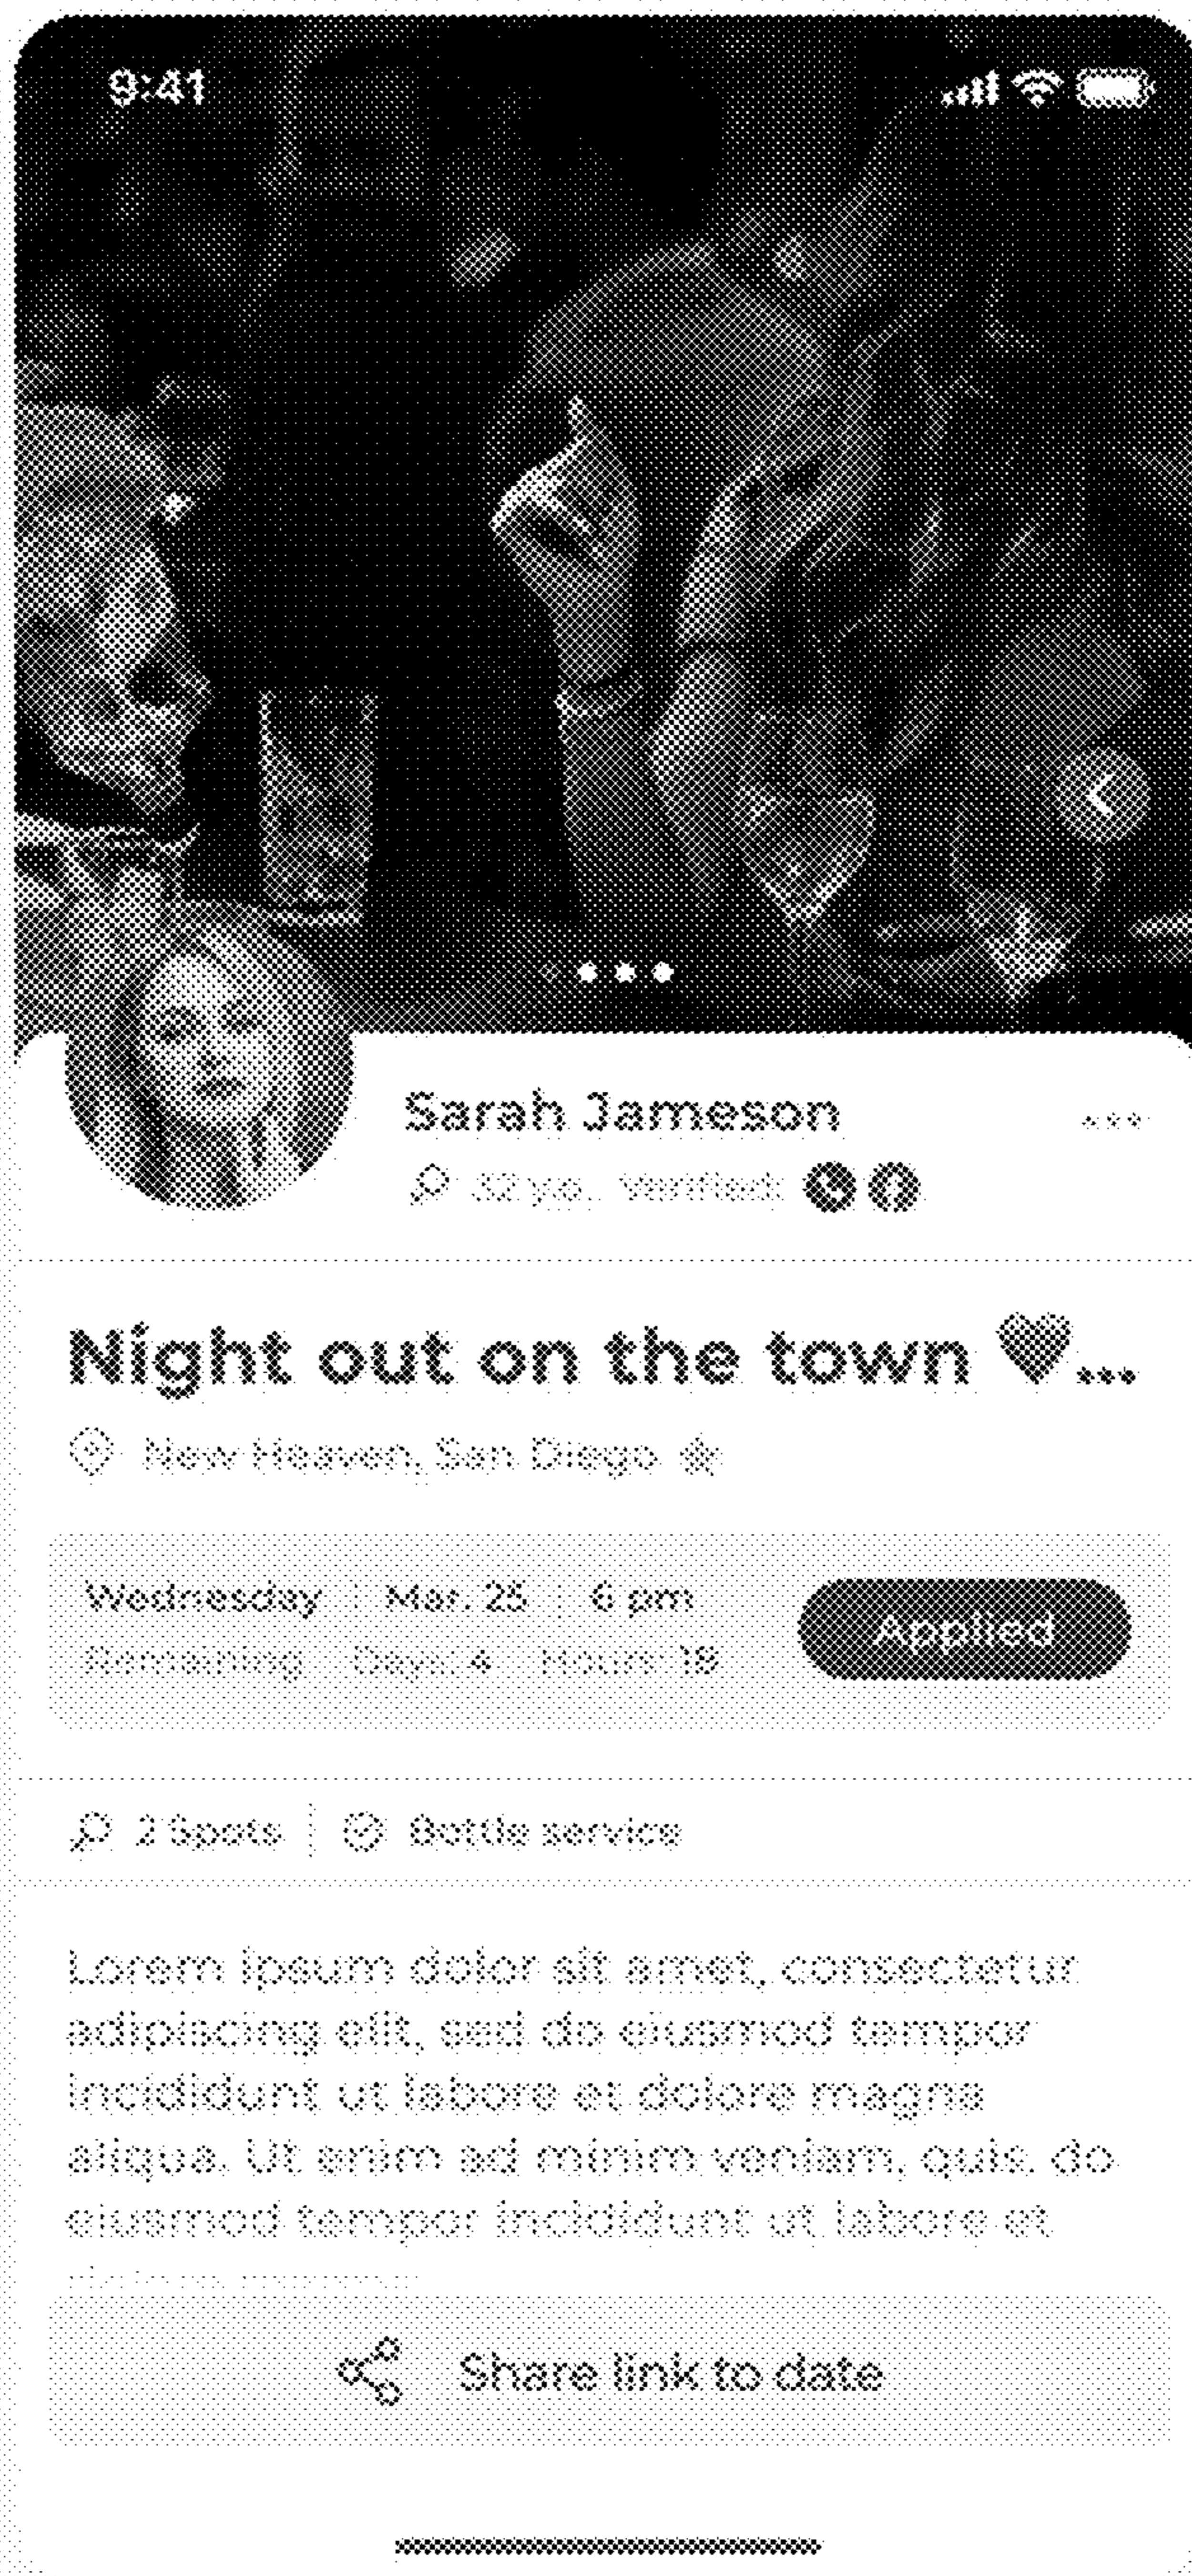 9:41
Sarah Jameson ...
32 y.o. Verified:
Night out on the town ♥...
New Heaven, San Diego
Wednesday Mar. 25 6 pm
Applied
Remaining Days: 4 Hours: 18
2 Spots Bottle service
Lorem ipsum dolor sit amet, consectetur
adipiscing elit, sed do eiusmod tempor
incididunt ut labore et dolore magna
aliqua. Ut enim ad minim veniam, quis. do
eiusmod tempor incididunt ut labore et
Share link to date